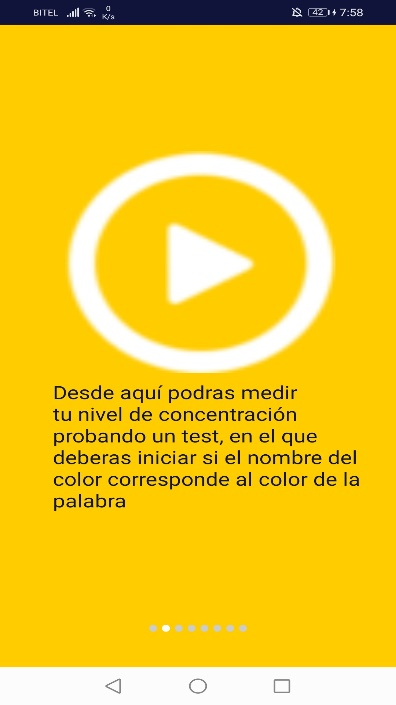 BITEL 0 K/s 42 7:58
Desde aquí podras medir
tu nivel de concentración
probando un test, en el que
deberas iniciar si el nombre del
color corresponde al color de la
palabra